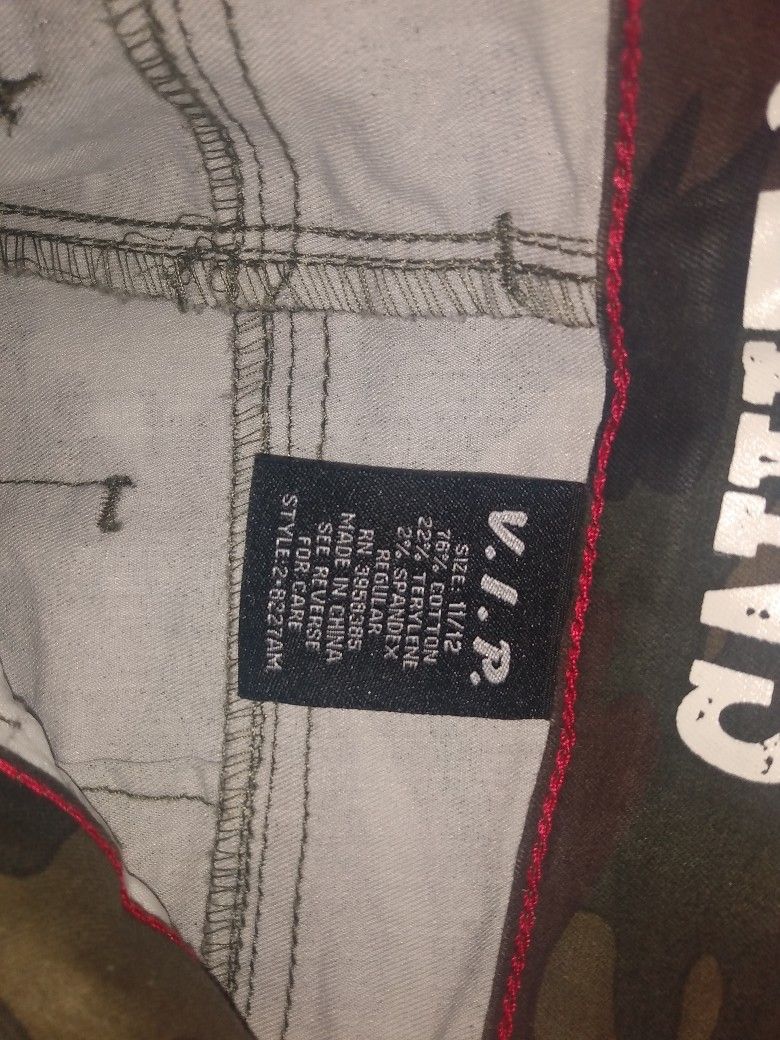 V.I.P.
SIZE: 11/12
76% COTTON
22% TERYLENE
2% SPANDEX
REGULAR
RN 3958385
MADE IN CHINA
SEE REVERSE
FOR CARE
STYLE:2-8227AM